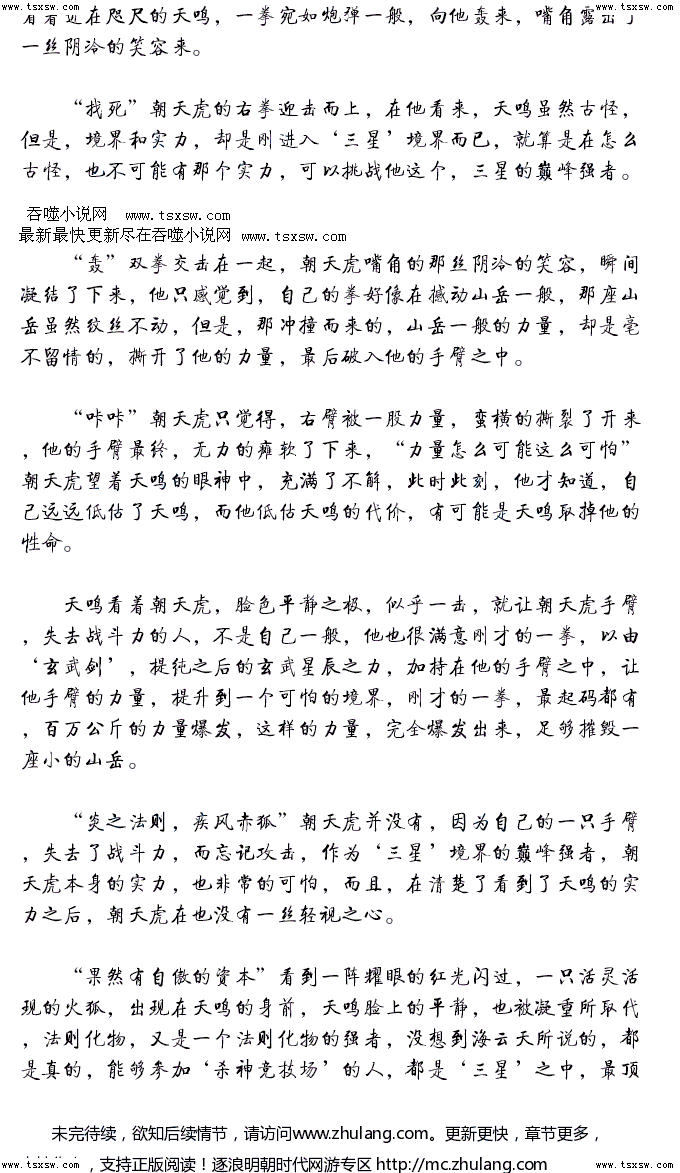 www.tsxsw.com www.tsxsw.com www.tsxsw.com www.tsxsw.com www.tsxsw.com
看着近在咫尺的天鸣，一拳宛如炮弹一般，向他轰来，嘴角露出了
一丝阴冷的笑容来。
“找死”朝天虎的右拳迎击而上，在他看来，天鸣虽然古怪，
但是，境界和实力，却是刚进入‘三星’境界而已，就算是在怎么
古怪，也不可能有那个实力，可以挑战他这个，三星的巅峰强者。
吞噬小说网 www.tsxsw.com
最新最快更新尽在吞噬小说网 www.tsxsw.com
“轰”双拳交击在一起，朝天虎嘴角的那丝阴冷的笑容，瞬间
凝结了下来，他只感觉到，自己的拳好像在撼动山岳一般，那座山
岳虽然纹丝不动，但是，那冲撞而来的，山岳一般的力量，却是毫
不留情的，撕开了他的力量，最后破入他的手臂之中。
“咔咔”朝天虎只觉得，右臂被一股力量，蛮横的撕裂了开来
，他的手臂最终，无力的瘫软了下来，“力量怎么可能这么可怕”
朝天虎望着天鸣的眼神中，充满了不解，此时此刻，他才知道，自
己远远低估了天鸣，而他低估天鸣的代价，有可能是天鸣取掉他的
性命。
天鸣看着朝天虎，脸色平静之极，似乎一击，就让朝天虎手臂
，失去战斗力的人，不是自己一般，他也很满意刚才的一拳，以由
‘玄武剑’，提纯之后的玄武星辰之力，加持在他的手臂之中，让
他手臂的力量，提升到一个可怕的境界，刚才的一拳，最起码都有
，百万公斤的力量爆发，这样的力量，完全爆发出来，足够摧毁一
座小的山岳。
“炎之法则，疾风赤狐”朝天虎并没有，因为自己的一只手臂
，失去了战斗力，而忘记攻击，作为‘三星’境界的巅峰强者，朝
天虎本身的实力，也非常的可怕，而且，在清楚了看到了天鸣的实
力之后，朝天虎在也没有一丝轻视之心。
“果然有自傲的资本”看到一阵耀眼的红光闪过，一只活灵活
现的火狐，出现在天鸣的身前，天鸣脸上的平静，也被凝重所取代
，法则化物，又是一个法则化物的强者，没想到海云天所说的，都
是真的，能够参加‘杀神竞技场’的人，都是‘三星’之中，最顶
未完待续，欲知后续情节，请访问www.zhulang.com。更新更快，章节更多，
，支持正版阅读！逐浪明朝时代网游专区 http://mc.zhulang.com
www.tsxsw.com www.tsxsw.com www.tsxsw.com www.tsxsw.com www.tsxsw.com